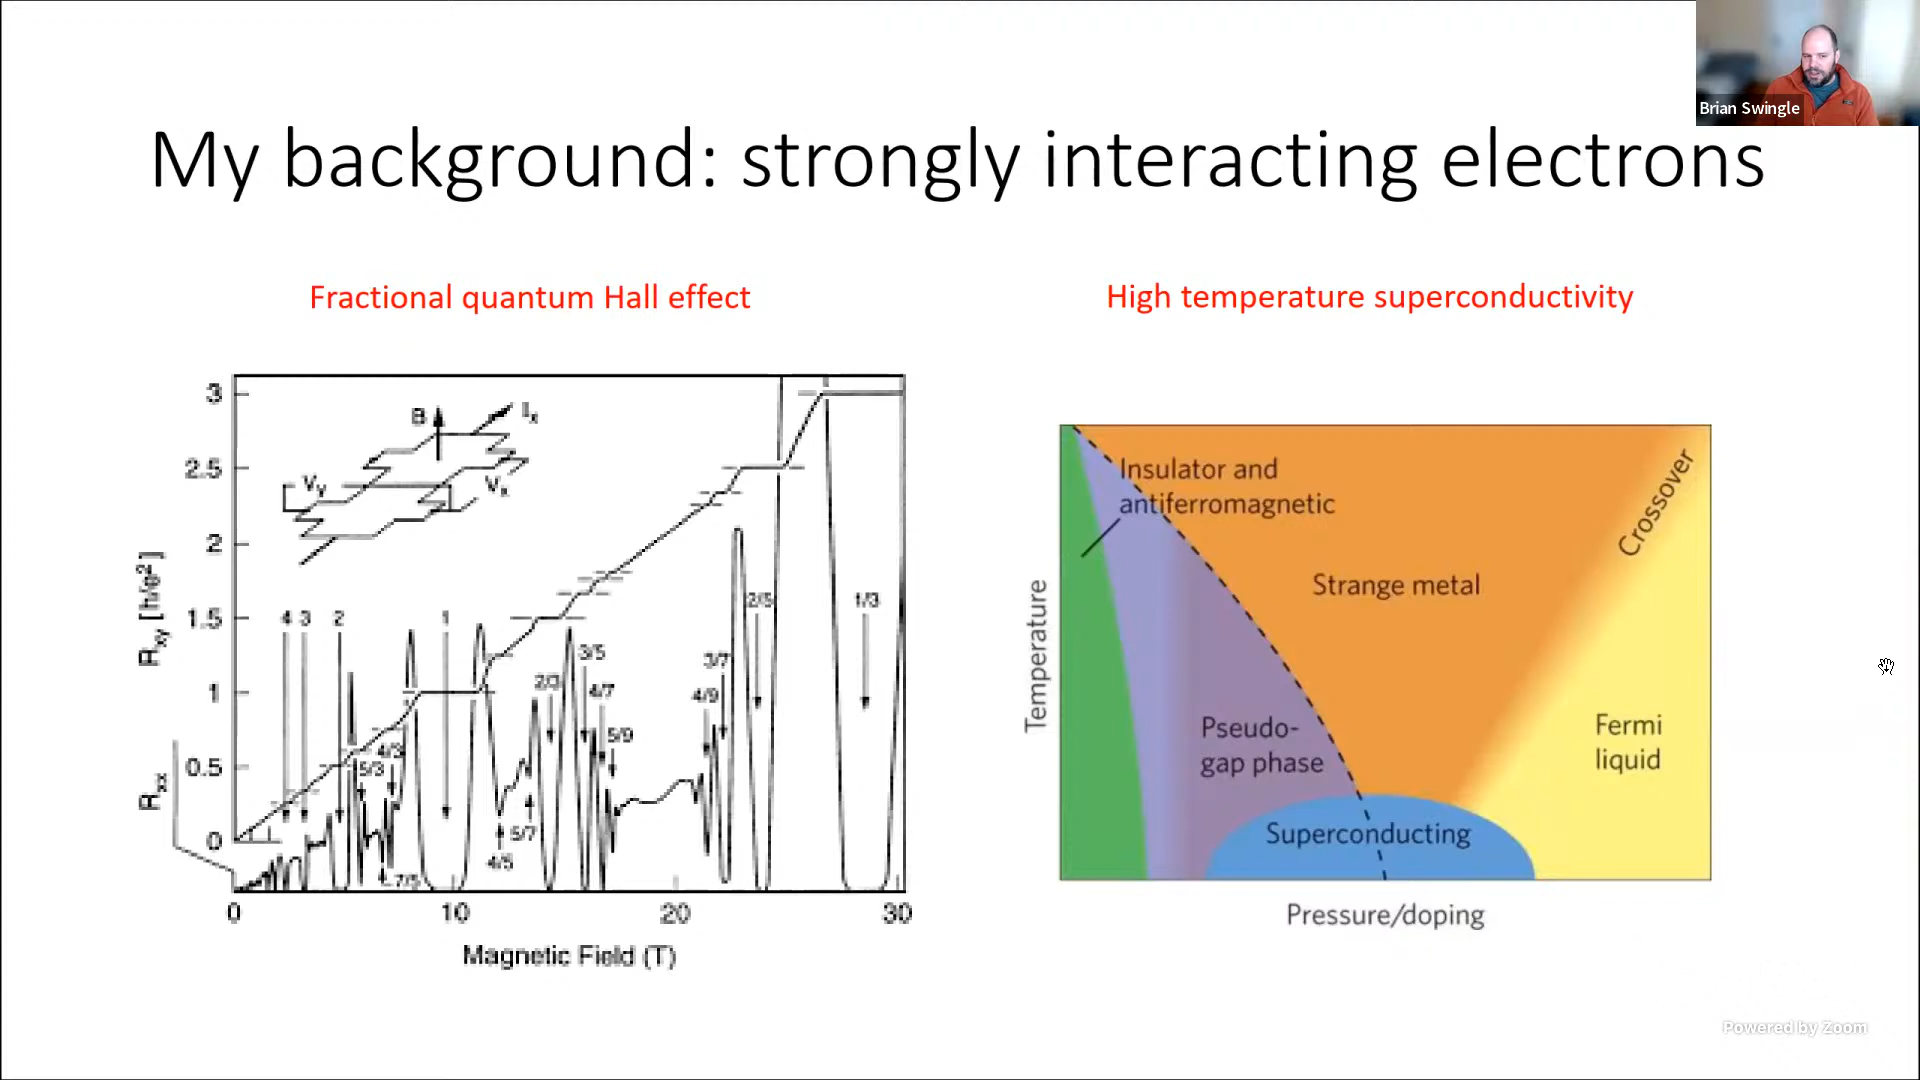 Brian Swingle
My background: strongly interacting electrons
Fractional quantum Hall effect
High temperature superconductivity
3
2.5
2
1.5
1
0.5
0
Rxy [h/e²]
Rxx
B
Ix
Vy
Vx
4 3 2 1
5/3
4/3
7/5
4/5
5/7
2/3
3/5
4/7
5/9
4/9
3/7
2/5
1/3
0 10 20 30
Magnetic Field (T)
Temperature
Insulator and
antiferromagnetic
Strange metal
Crossover
Pseudo-
gap phase
Fermi
liquid
Superconducting
Pressure/doping
Powered by Zoom